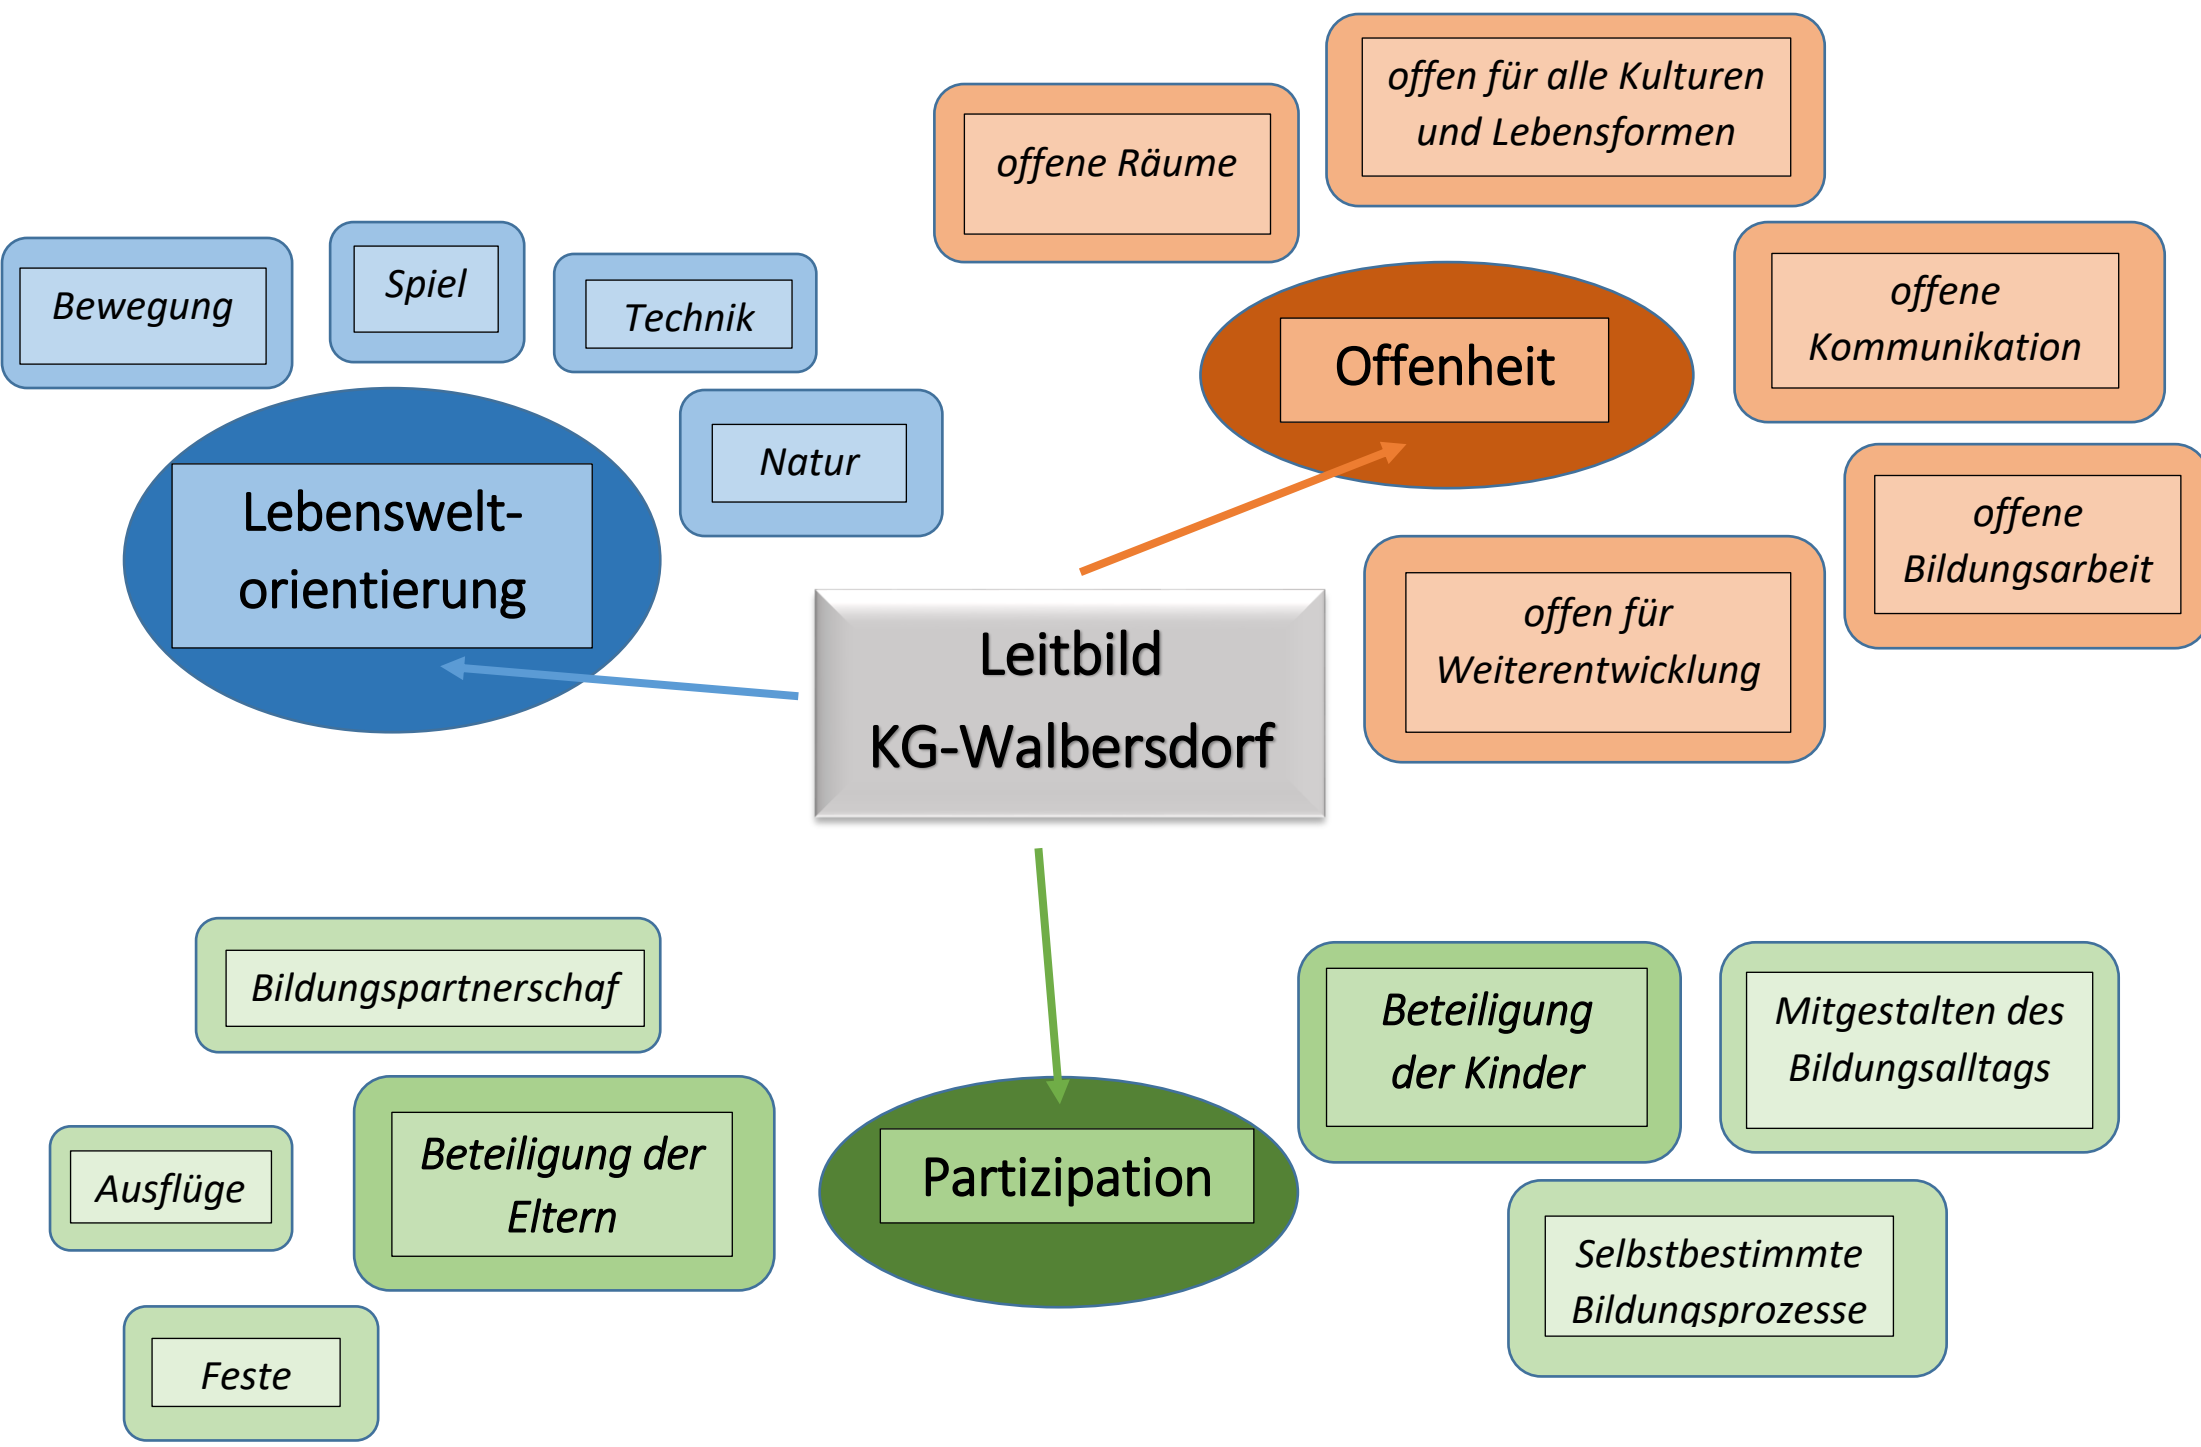 offen für alle Kulturen
und Lebensformen
offene Räume
Bewegung
Spiel
Technik
Natur
Lebenswelt-
orientierung
Offenheit
offene
Kommunikation
offene
Bildungsarbeit
offen für
Weiterentwicklung
Leitbild
KG-Walbersdorf
Bildungspartnerschaf
Beteiligung der
Eltern
Ausflüge
Feste
Partizipation
Beteiligung
der Kinder
Mitgestalten des
Bildungsalltags
Selbstbestimmte
Bildungsprozesse